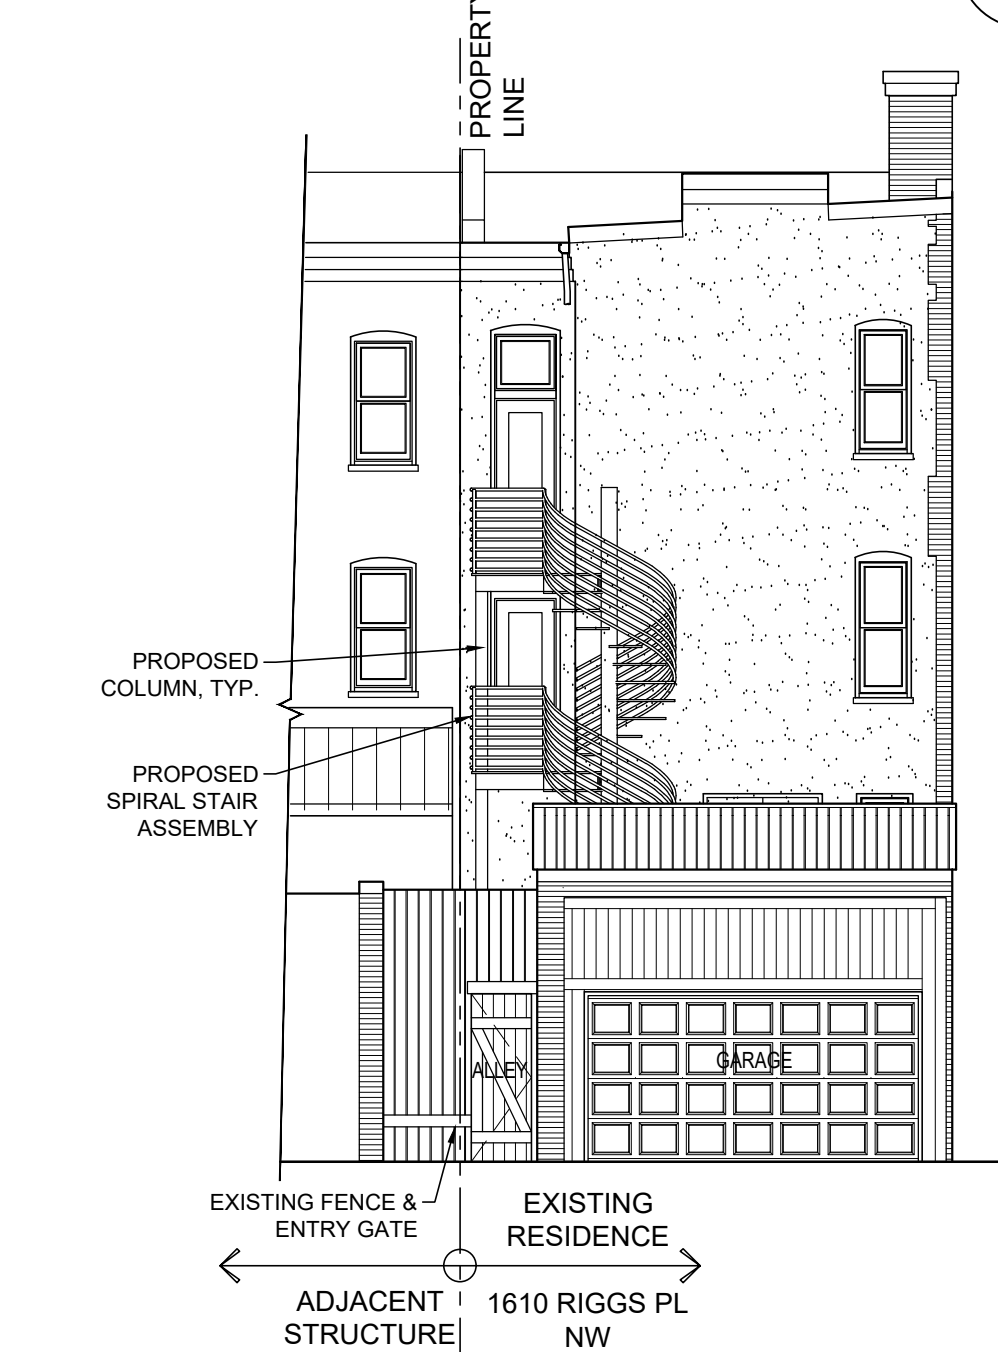 PROPERTY
LINE
PROPOSED
COLUMN, TYP.
PROPOSED
SPIRAL STAIR
ASSEMBLY
ALLEY
GARAGE
EXISTING FENCE &
ENTRY GATE
EXISTING
RESIDENCE
ADJACENT
STRUCTURE
1610 RIGGS PL
NW